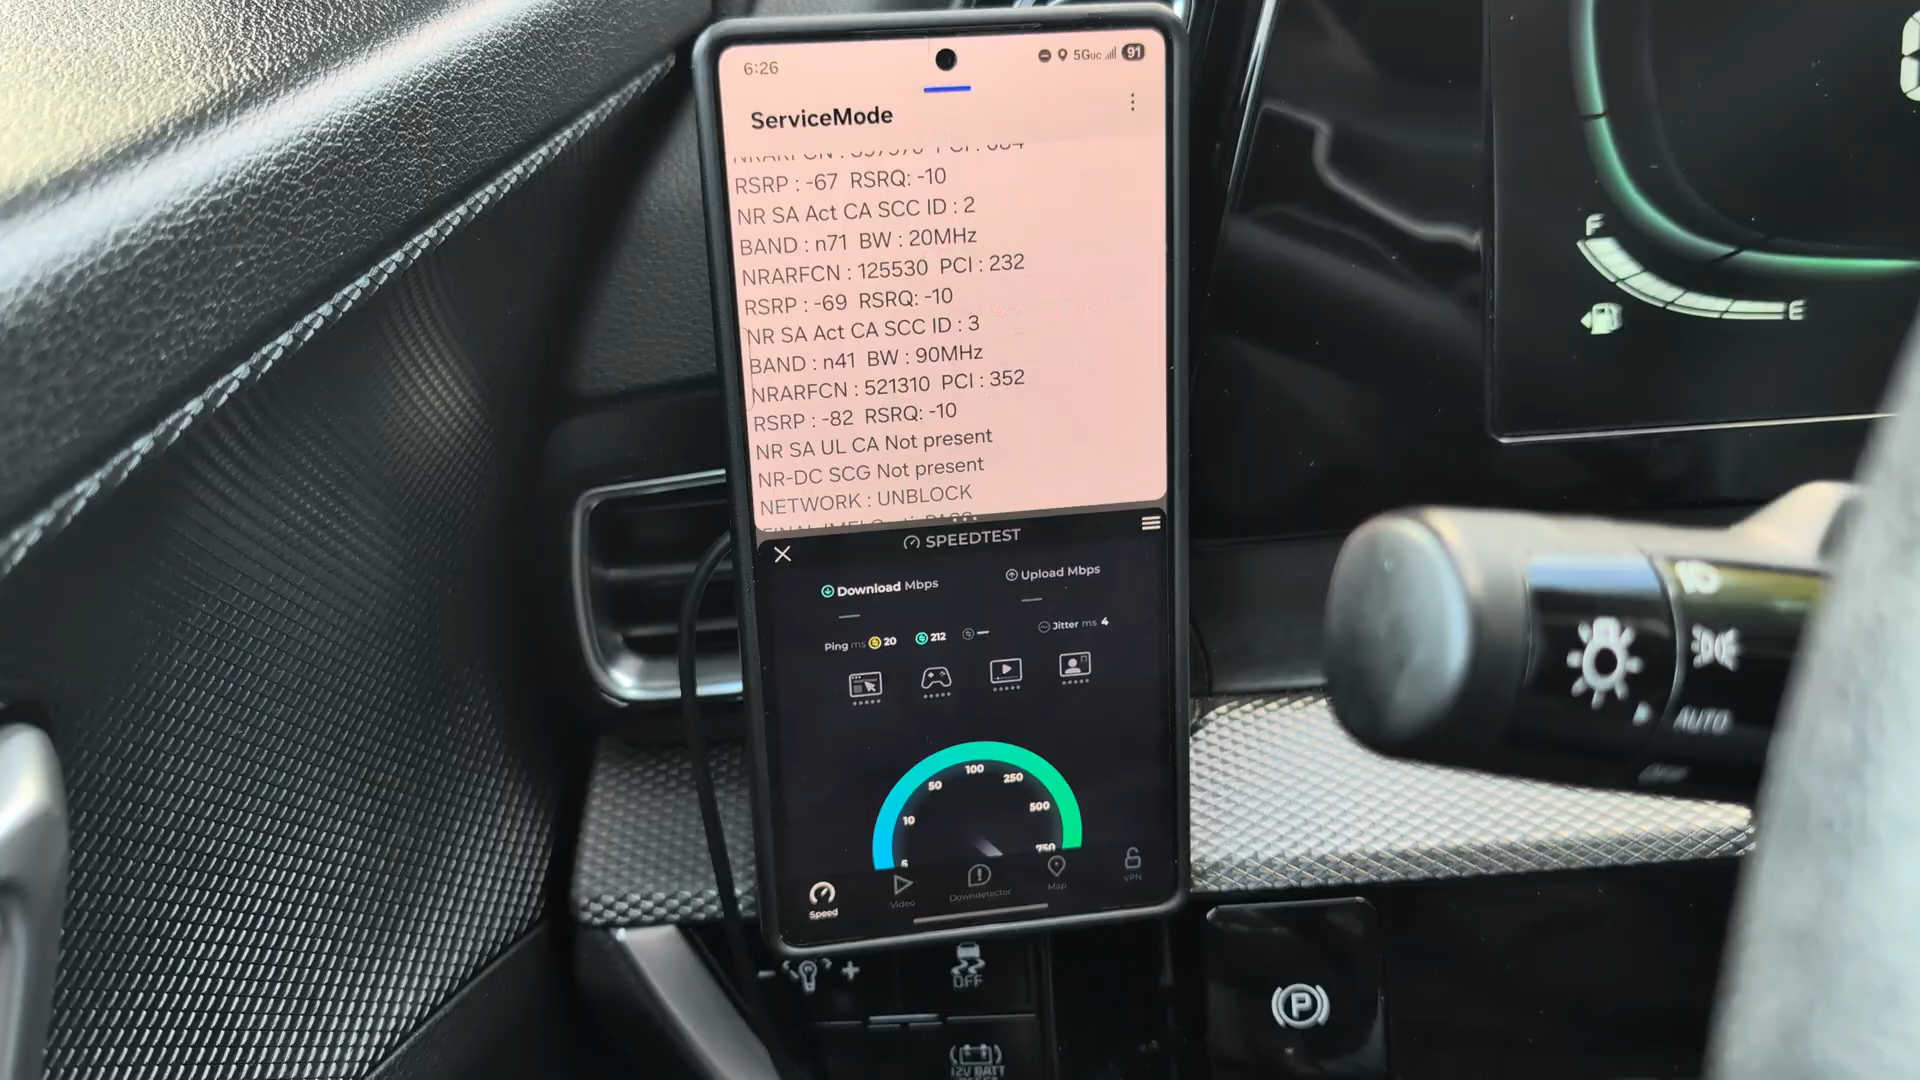 6:26
5GUC 91
ServiceMode
RSRP : -67 RSRQ: -10
NR SA Act CA SCC ID : 2
BAND : n71 BW : 20MHz
NRARFCN : 125530 PCI : 232
RSRP : -69 RSRQ: -10
NR SA Act CA SCC ID : 3
BAND : n41 BW : 90MHz
NRARFCN : 521310 PCI : 352
RSRP : -82 RSRQ: -10
NR SA UL CA Not present
NR-DC SCG Not present
NETWORK : UNBLOCK
SPEEDTEST
Download Mbps
Upload Mbps
Ping ms 20 212 —
Jitter ms 4
5 10 50 100 250 500 750
Speed
Video
Downdetector
Map
VPN
F
E
AUTO
OFF
OFF
P
12V BATT